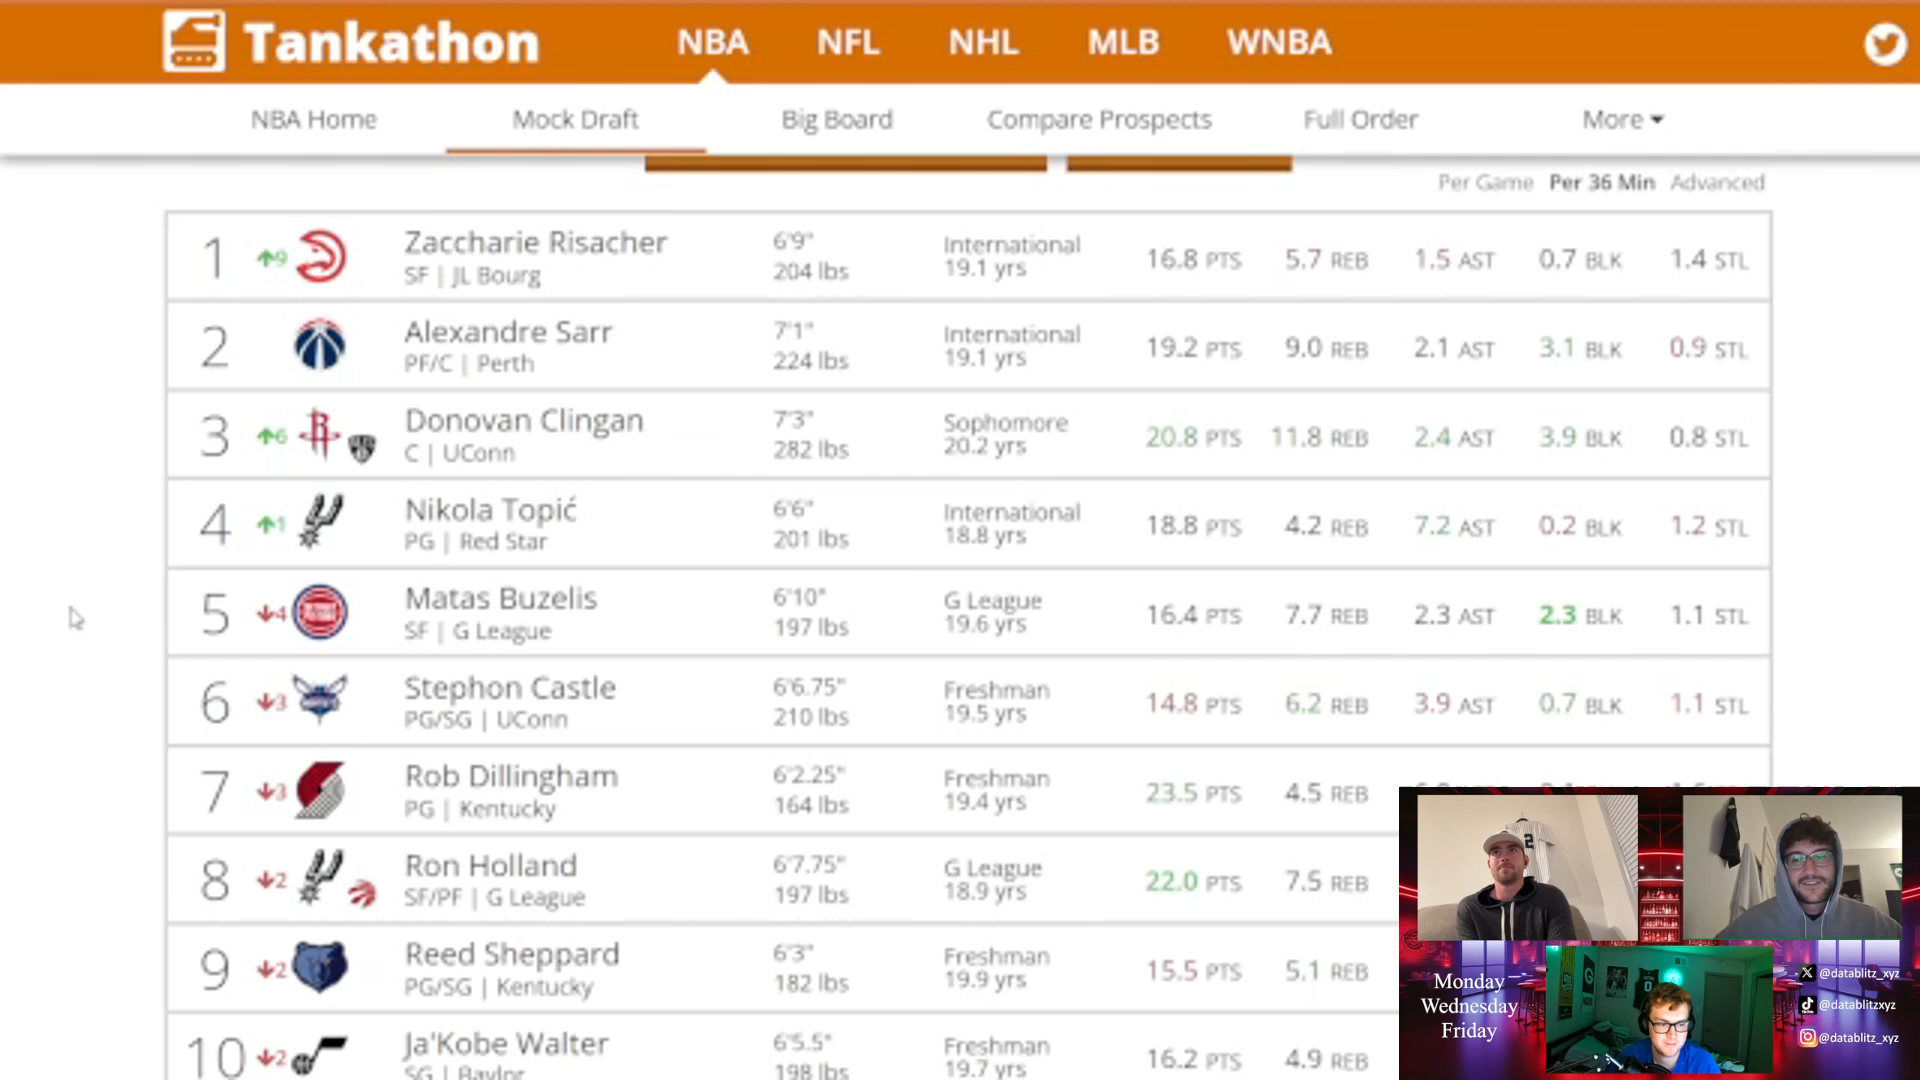 Tankathon NBA NFL NHL MLB WNBA
NBA Home Mock Draft Big Board Compare Prospects Full Order More
Per Game Per 36 Min Advanced
1 9 Zaccharie Risacher 6'9" International 16.8 PTS 5.7 REB 1.5 AST 0.7 BLK 1.4 STL
SF | JL Bourg 204 lbs 19.1 yrs
2 Alexandre Sarr 7'1" International 19.2 PTS 9.0 REB 2.1 AST 3.1 BLK 0.9 STL
PF/C | Perth 224 lbs 19.1 yrs
3 6 Donovan Clingan 7'3" Sophomore 20.8 PTS 11.8 REB 2.4 AST 3.9 BLK 0.8 STL
C | UConn 282 lbs 20.2 yrs
4 1 Nikola Topić 6'6" International 18.8 PTS 4.2 REB 7.2 AST 0.2 BLK 1.2 STL
PG | Red Star 201 lbs 18.8 yrs
5 4 Matas Buzelis 6'10" G League 16.4 PTS 7.7 REB 2.3 AST 2.3 BLK 1.1 STL
SF | G League 197 lbs 19.6 yrs
6 3 Stephon Castle 6'6.75" Freshman 14.8 PTS 6.2 REB 3.9 AST 0.7 BLK 1.1 STL
PG/SG | UConn 210 lbs 19.5 yrs
7 3 Rob Dillingham 6'2.25" Freshman 23.5 PTS 4.5 REB
PG | Kentucky 164 lbs 19.4 yrs
8 2 Ron Holland 6'7.75" G League 22.0 PTS 7.5 REB
SF/PF | G League 197 lbs 18.9 yrs
9 2 Reed Sheppard 6'3" Freshman 15.5 PTS 5.1 REB
PG/SG | Kentucky 182 lbs 19.9 yrs
10 2 Ja'Kobe Walter 6'5.5" Freshman 16.2 PTS 4.9 REB
SG | Baylor 198 lbs 19.7 yrs
Monday
Wednesday
Friday
@datablitz_xyz
@datablitzxyz
@datablitz_xyz